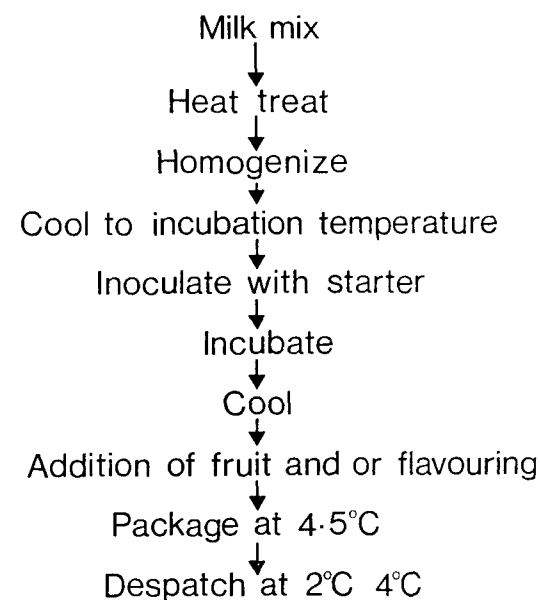 Milk mix
Heat treat
Homogenize
Cool to incubation temperature
Inoculate with starter
Incubate
Cool
Addition of fruit and or flavouring
Package at 4·5°C
Despatch at 2°C 4°C